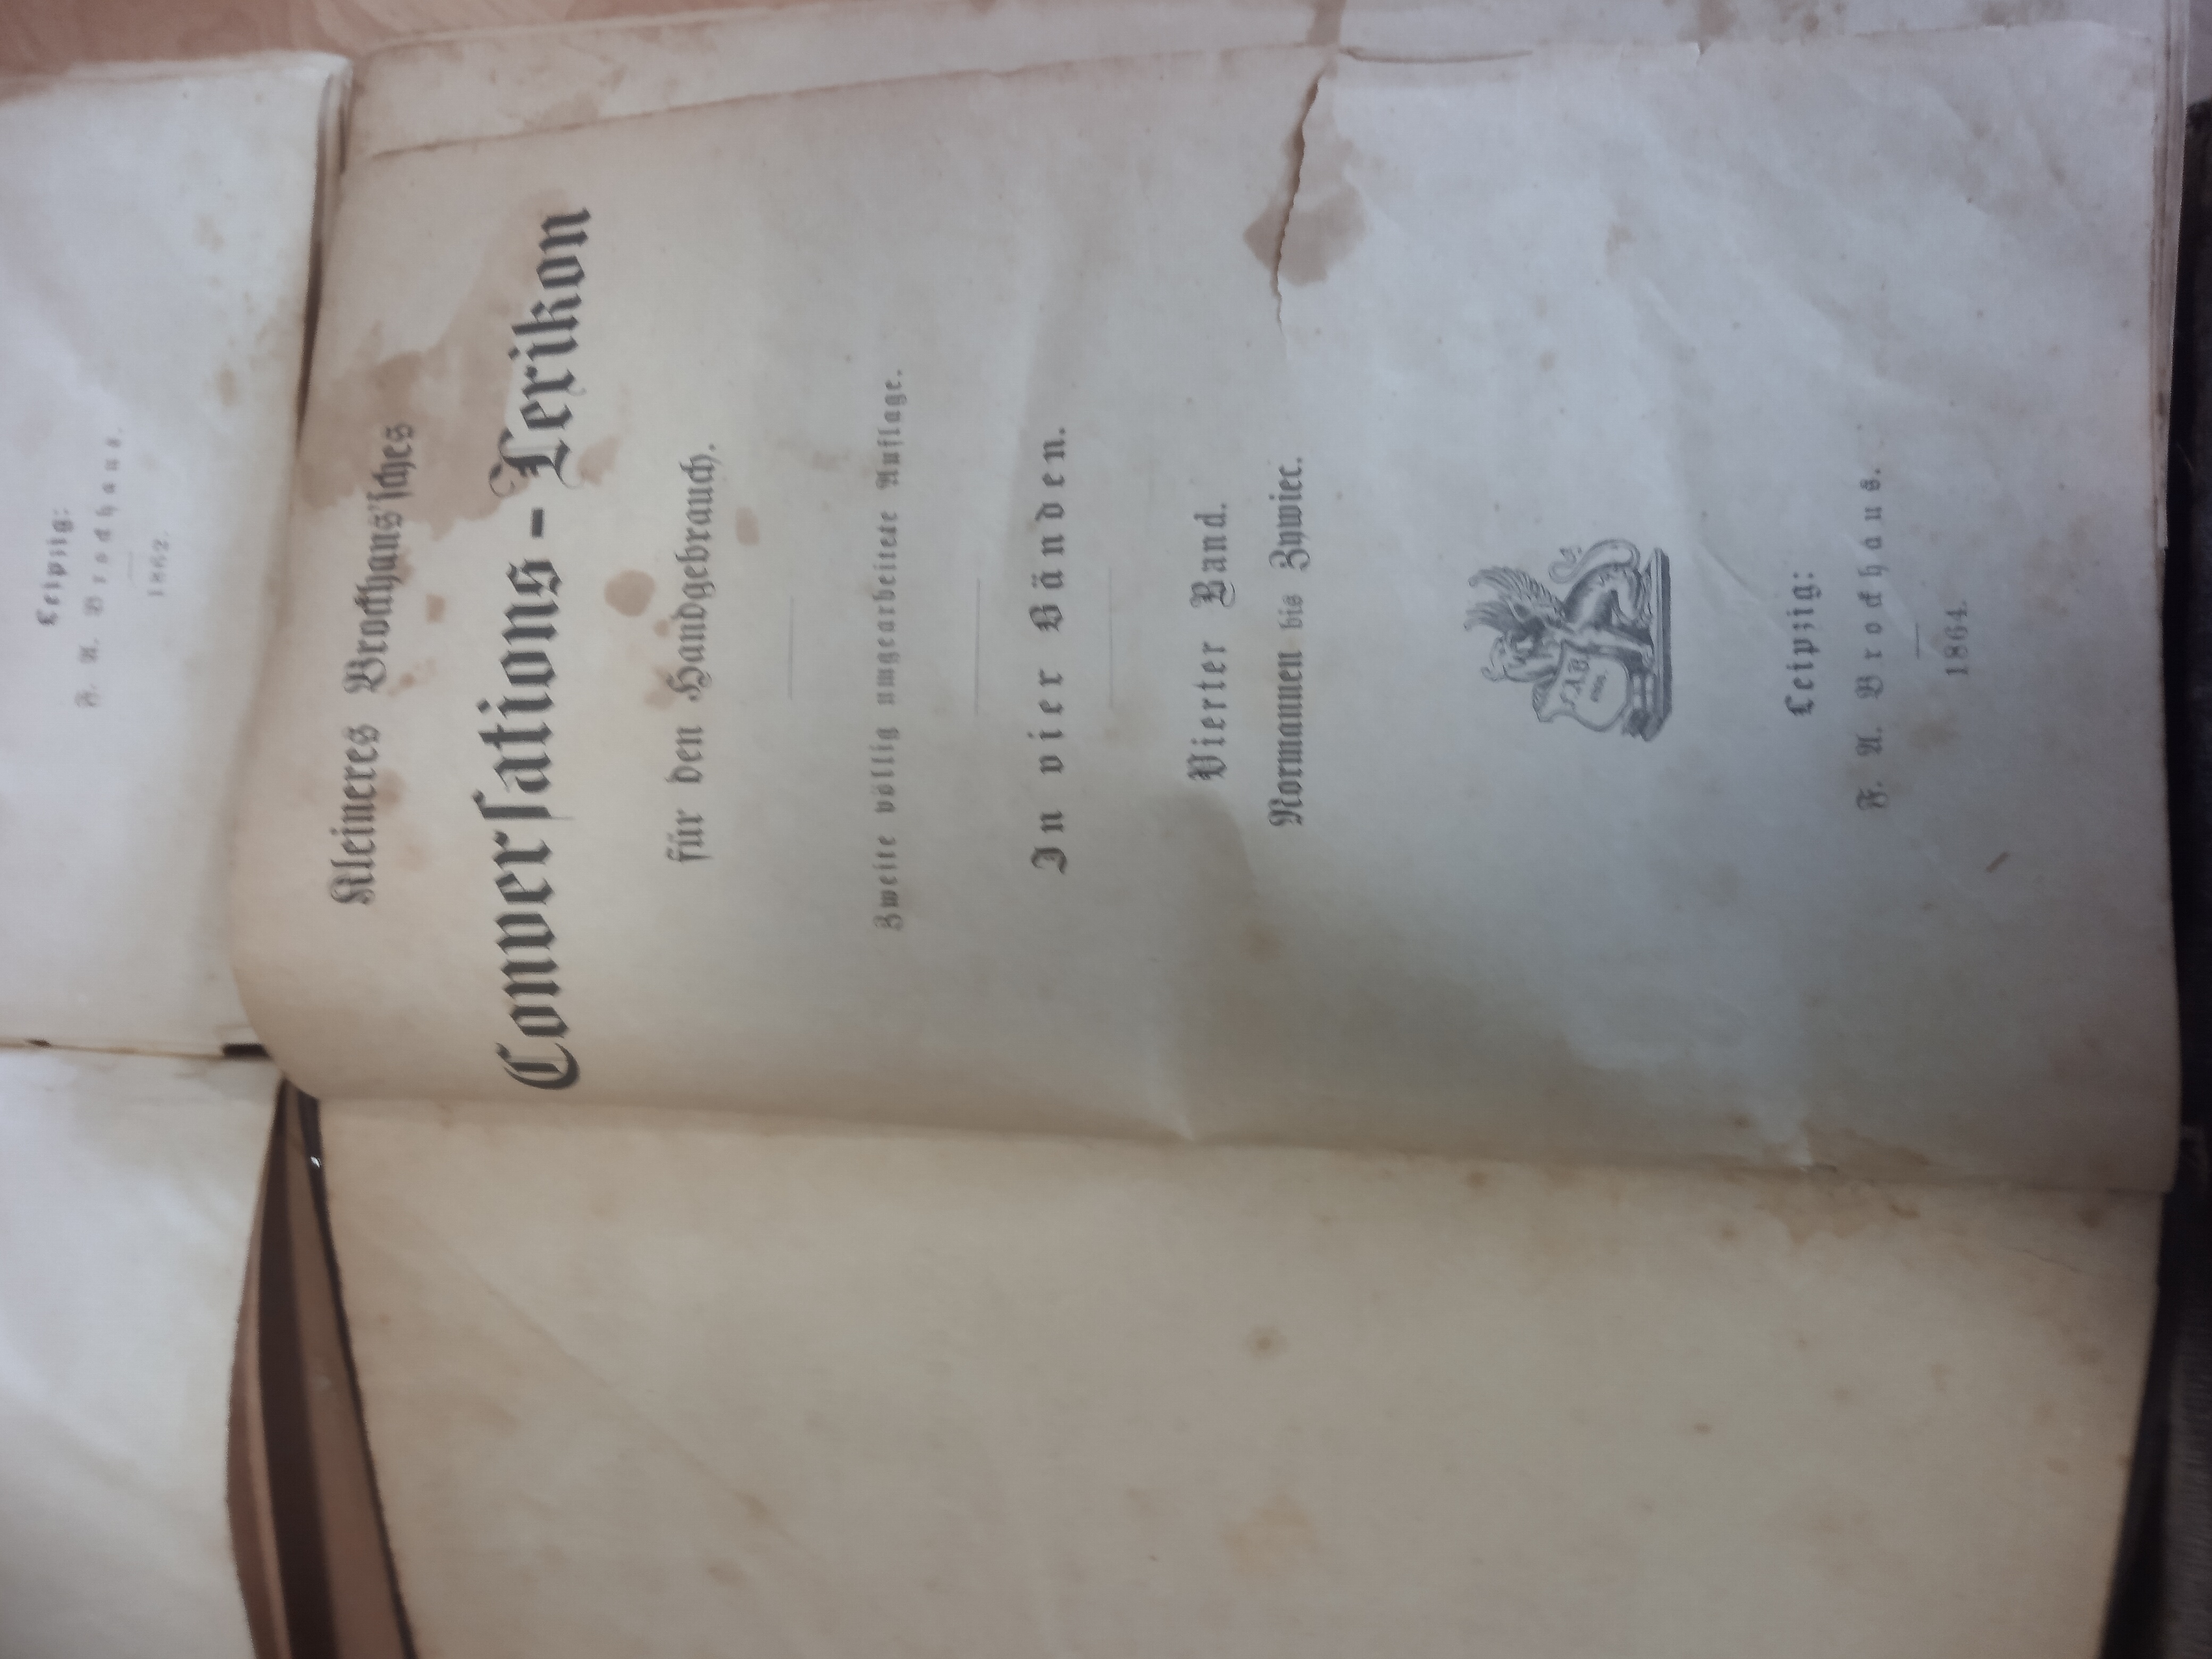 Leipzig:
F. A. Brockhaus.
1862.
Kleineres Brockhaus'sches
Conversations-Lexikon
für den Handgebrauch.
Zweite völlig umgearbeitete Auflage.
In vier Bänden.
Vierter Band.
Normannen bis Zywiec.
F.A.B.
Leipzig:
F. A. Brockhaus.
1864.